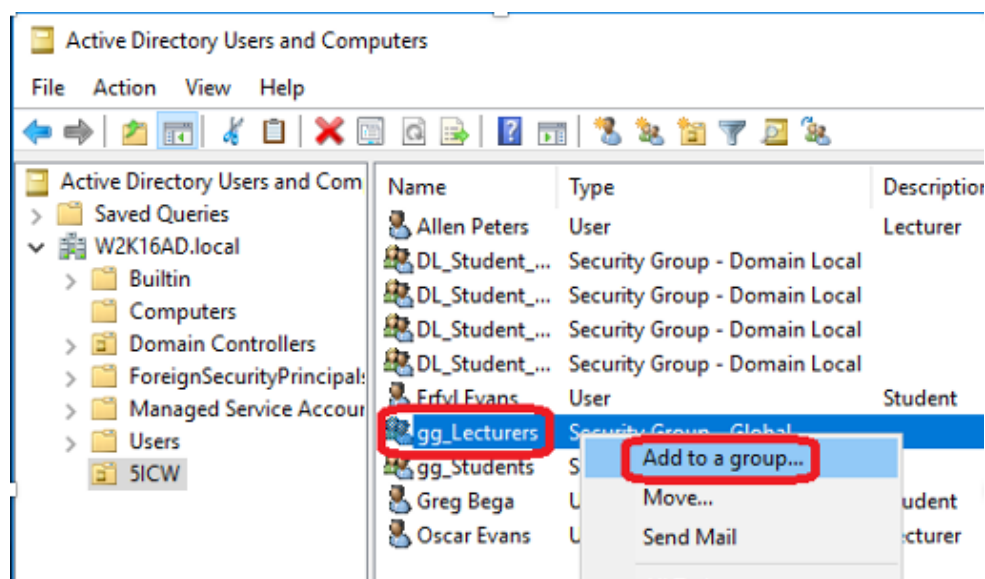 Active Directory Users and Computers
File Action View Help
Active Directory Users and Com
Saved Queries
W2K16AD.local
Builtin
Computers
Domain Controllers
ForeignSecurityPrincipals
Managed Service Accour
Users
5ICW
Name Type Description
Allen Peters User Lecturer
DL_Student_... Security Group - Domain Local
DL_Student_... Security Group - Domain Local
DL_Student_... Security Group - Domain Local
DL_Student_... Security Group - Domain Local
Erfyl Evans User Student
gg_Lecturers Security Group - Global
gg_Students S
Greg Bega U udent
Oscar Evans U cturer
Add to a group...
Move...
Send Mail